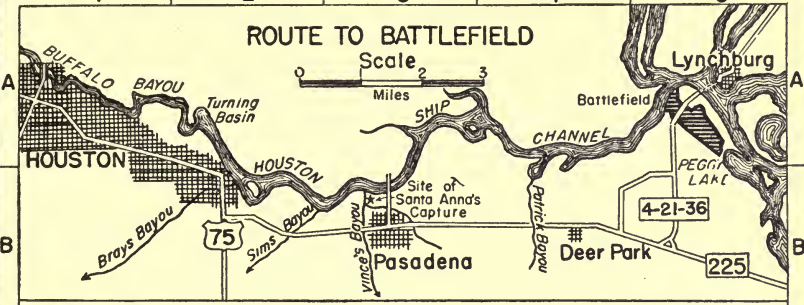 ROUTE TO BATTLEFIELD
Scale
0 2 3
Miles
A
A
BUFFALO
BAYOU
Turning
Basin
HOUSTON
HOUSTON
SHIP
CHANNEL
Lynchburg
Battlefield
PEGGY
LAKE
Site of
Santa Anna's
Capture
4-21-36
B
B
Brays Bayou
75
Sims Bayou
Vince's Bayou
Pasadena
Patrick Bayou
Deer Park
225